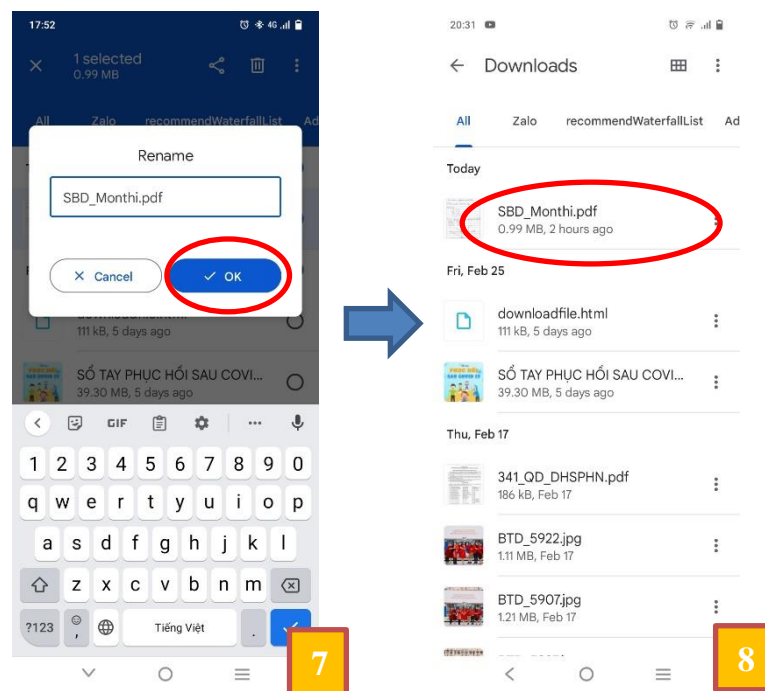 17:52
4G
1 selected
0.99 MB
All Zalo recommendWaterfallList Ad
Rename
SBD_Monthi.pdf
Cancel
OK
111 kB, 5 days ago
SỔ TAY PHỤC HỒI SAU COVI...
39.30 MB, 5 days ago
GIF
1 2 3 4 5 6 7 8 9 0
q w e r t y u i o p
a s d f g h j k l
z x c v b n m
?123 , Tiếng Việt .
7
20:31
Downloads
All Zalo recommendWaterfallList Ad
Today
SBD_Monthi.pdf
0.99 MB, 2 hours ago
Fri, Feb 25
downloadfile.html
111 kB, 5 days ago
SỔ TAY PHỤC HỒI SAU COVI...
39.30 MB, 5 days ago
Thu, Feb 17
341_QD_DHSPHN.pdf
186 kB, Feb 17
BTD_5922.jpg
1.11 MB, Feb 17
BTD_5907.jpg
1.21 MB, Feb 17
8